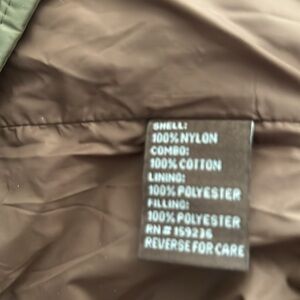 SHELL:
100% NYLON
COMBO:
100% COTTON
LINING:
100% POLYESTER
FILLING:
100% POLYESTER
RN# 159236
REVERSE FOR CARE